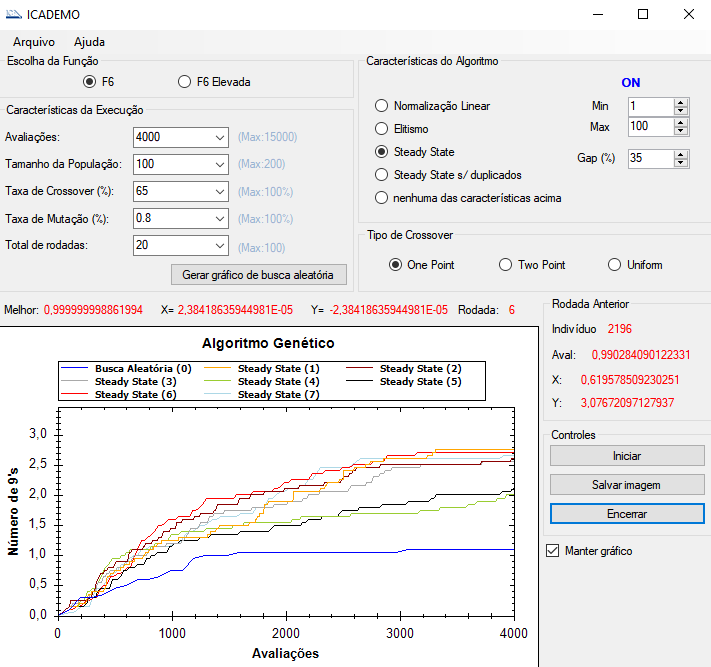 ICADEMO
Arquivo Ajuda
Escolha da Função
F6 F6 Elevada
Características da Execução
Avaliações: 4000 (Max:15000)
Tamanho da População: 100 (Max:200)
Taxa de Crossover (%): 65 (Max:100%)
Taxa de Mutação (%): 0.8 (Max:100%)
Total de rodadas: 20 (Max:100)
Gerar gráfico de busca aleatória
Características do Algoritmo
ON
Normalização Linear Min 1
Elitismo Max 100
Steady State Gap (%) 35
Steady State s/ duplicados
nenhuma das características acima
Tipo de Crossover
One Point Two Point Uniform
Melhor: 0,999999998861994 X= 2,38418635944981E-05 Y= -2,38418635944981E-05 Rodada: 6
Rodada Anterior
Indivíduo 2196
Aval: 0,990284090122331
X: 0,619578509230251
Y: 3,07672097127937
Controles
Iniciar
Salvar imagem
Encerrar
Manter gráfico
Algoritmo Genético
Busca Aleatória (0) Steady State (1) Steady State (2)
Steady State (3) Steady State (4) Steady State (5)
Steady State (6) Steady State (7)
Número de 9's
3,0
2,5
2,0
1,5
1,0
0,5
0,0
0 1000 2000 3000 4000
Avaliações